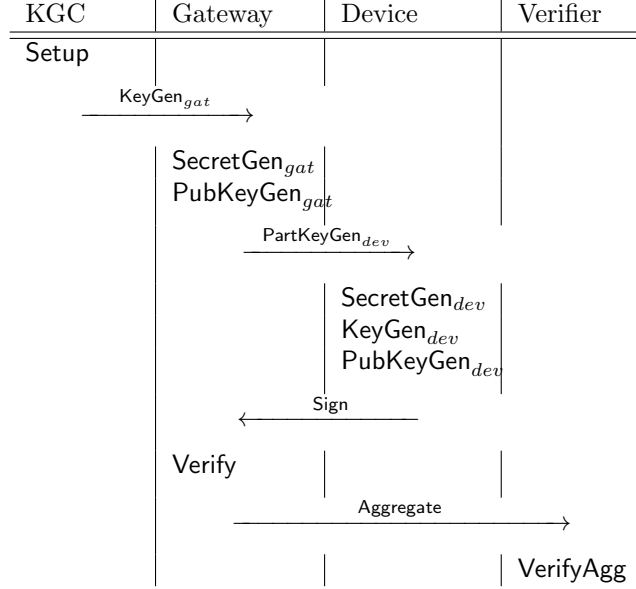 KGC Gateway Device Verifier
Setup
KeyGen_gat
SecretGen_gat
PubKeyGen_gat
PartKeyGen_dev
SecretGen_dev
KeyGen_dev
PubKeyGen_dev
Sign
Verify
Aggregate
VerifyAgg